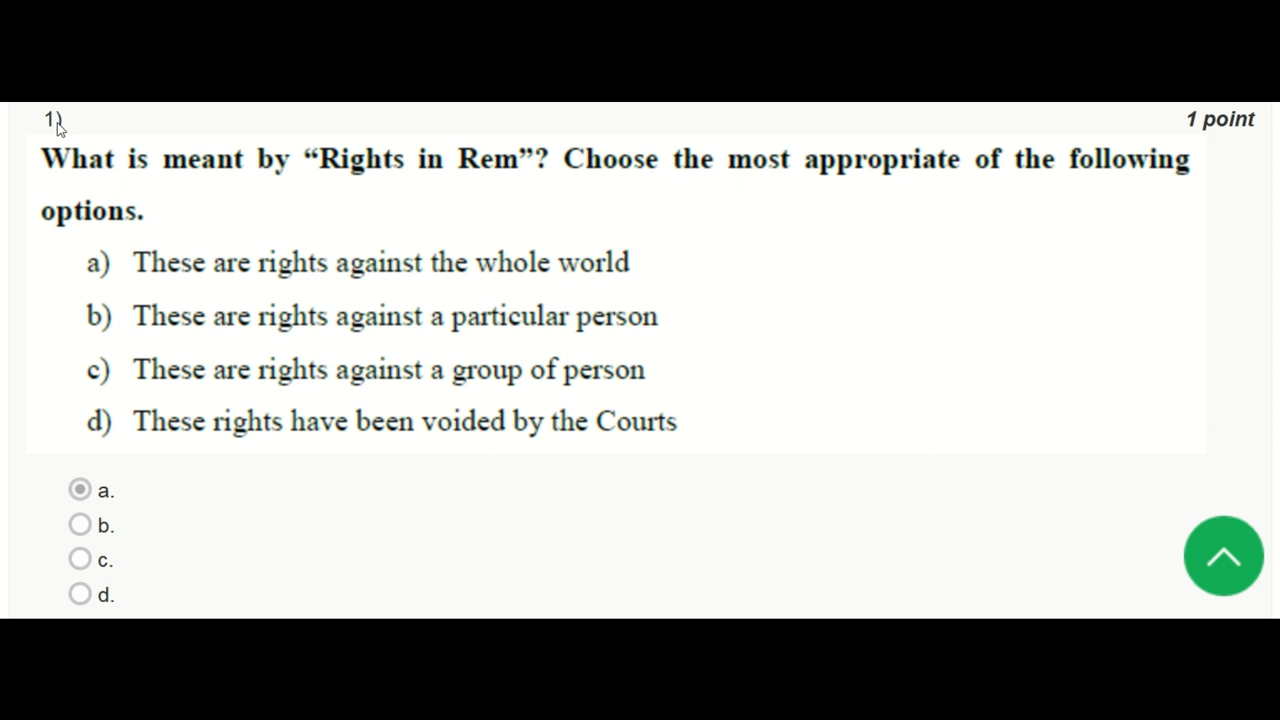 1)
1 point
What is meant by “Rights in Rem”? Choose the most appropriate of the following
options.
a) These are rights against the whole world
b) These are rights against a particular person
c) These are rights against a group of person
d) These rights have been voided by the Courts
a.
b.
c.
d.